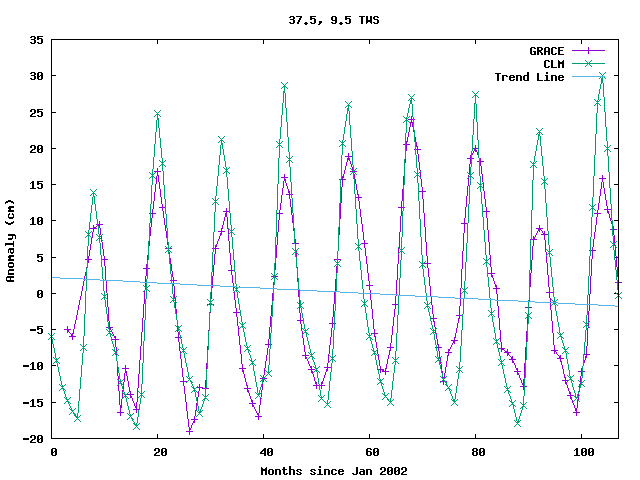 37.5, 9.5 TWS
GRACE
CLM
Trend Line
Anomaly (cm)
35
30
25
20
15
10
5
0
-5
-10
-15
-20
0 20 40 60 80 100
Months since Jan 2002